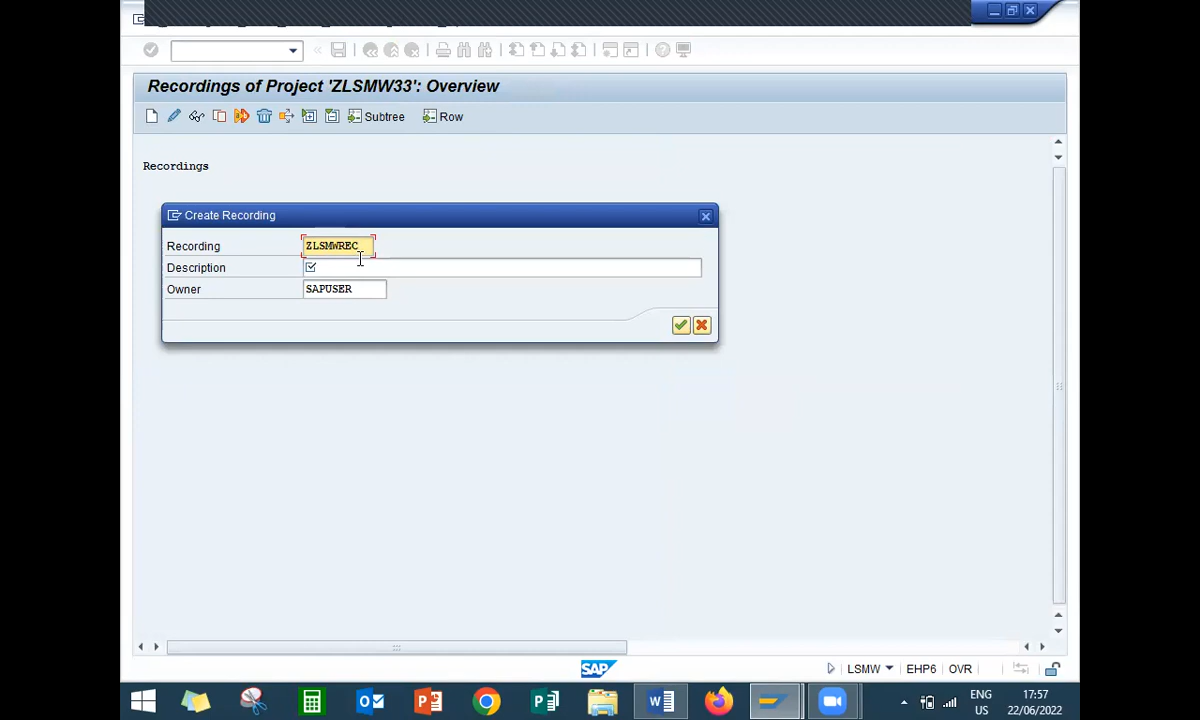 Recordings of Project 'ZLSMW33': Overview
Subtree
Row
Recordings
Create Recording
Recording ZLSMWREC
Description
Owner SAPUSER
SAP
LSMW EHP6 OVR
ENG 17:57
US 22/06/2022